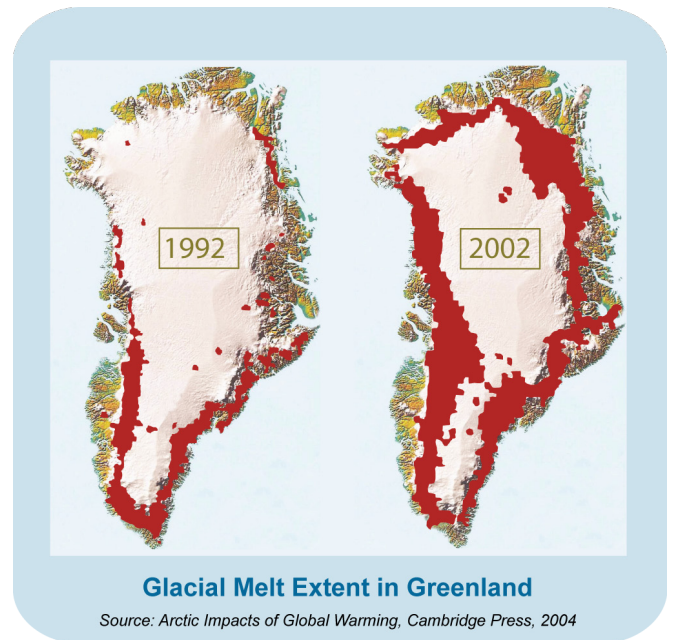 1992
2002
Glacial Melt Extent in Greenland
Source: Arctic Impacts of Global Warming, Cambridge Press, 2004